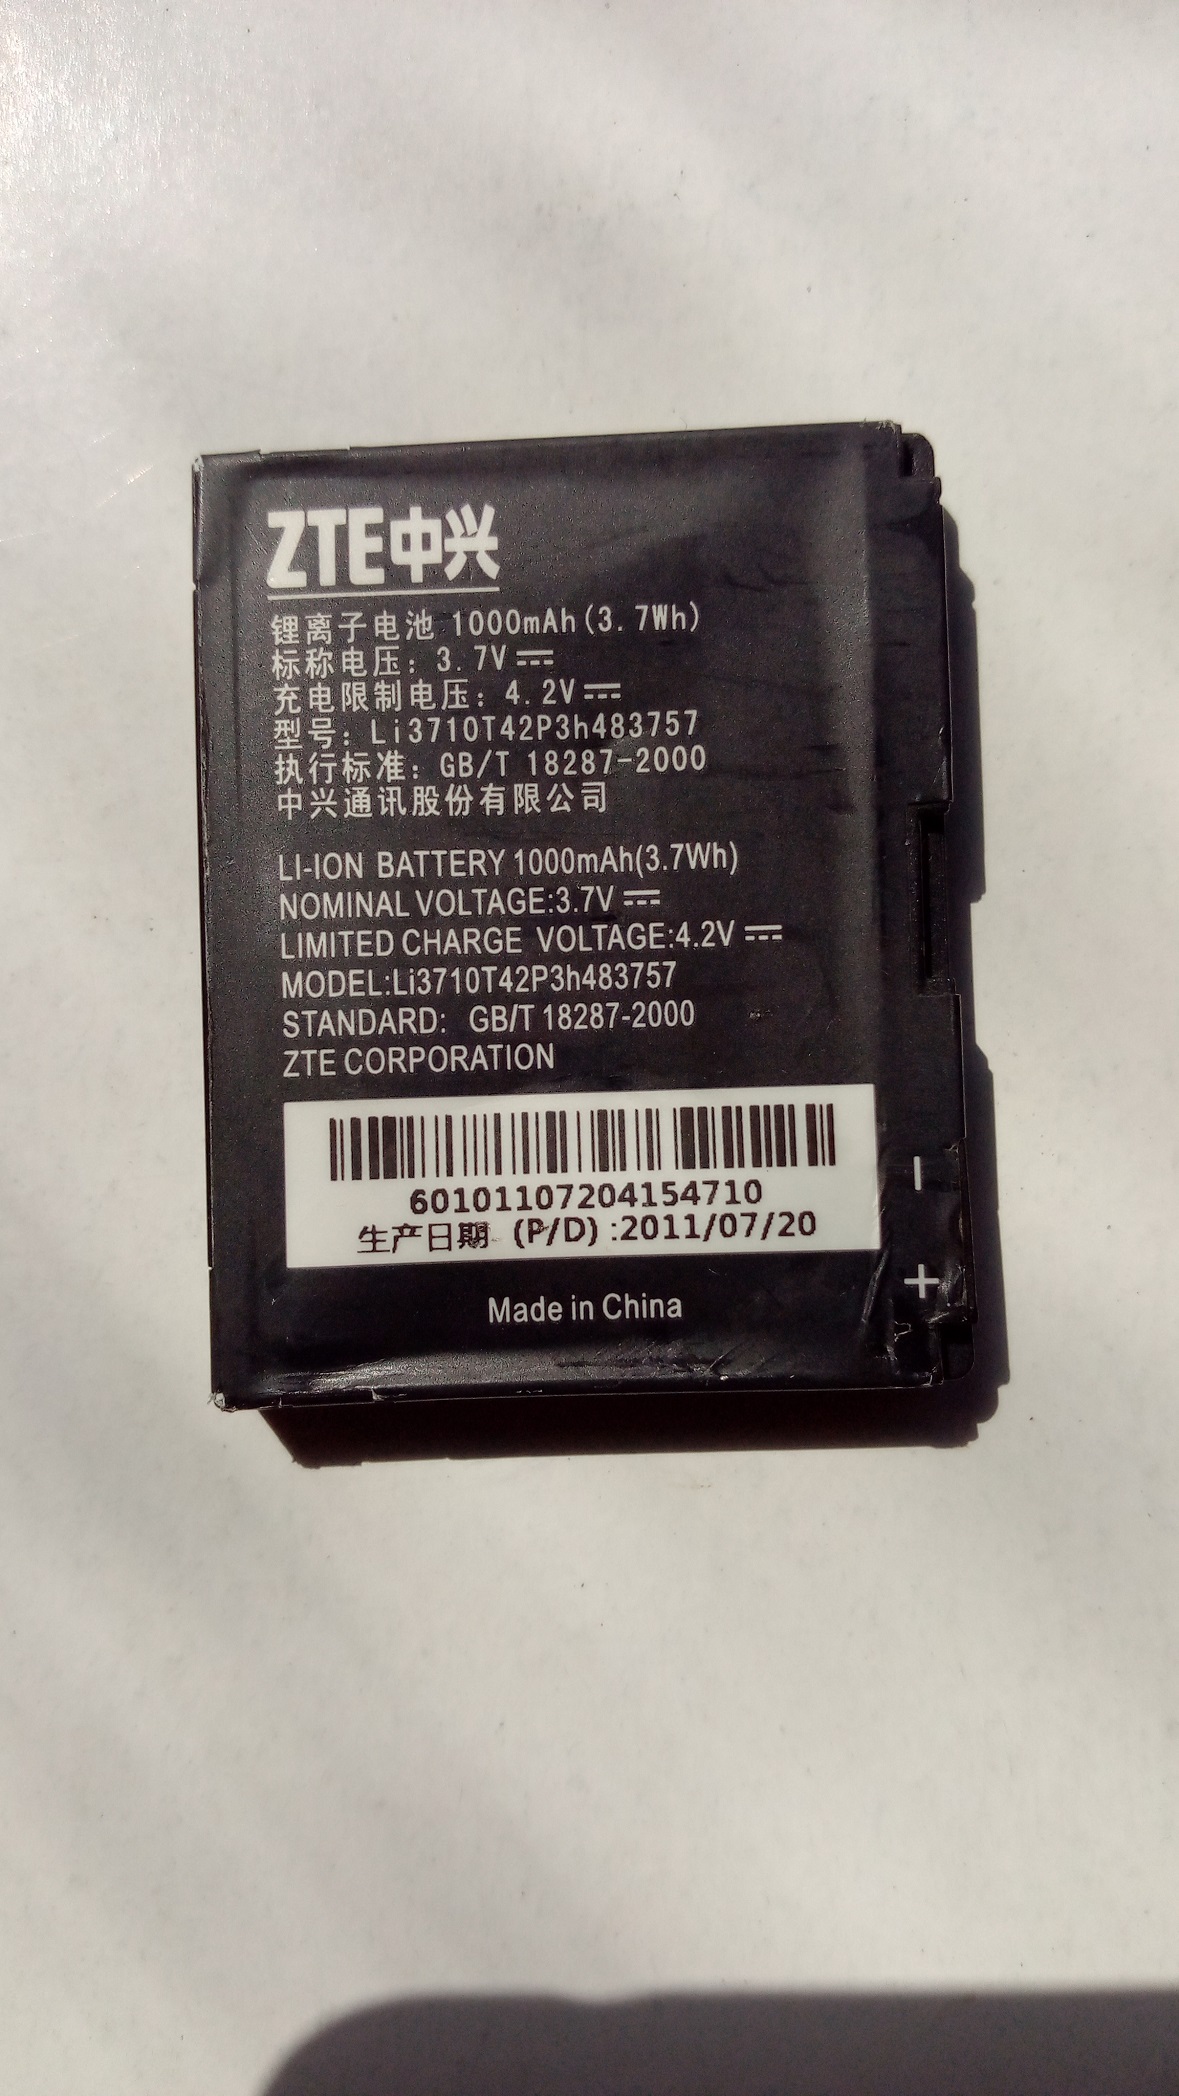 ZTE中兴
锂离子电池 1000mAh(3.7Wh)
标称电压: 3.7V⎓
充电限制电压: 4.2V⎓
型号: Li3710T42P3h483757
执行标准: GB/T 18287-2000
中兴通讯股份有限公司
LI-ION BATTERY 1000mAh(3.7Wh)
NOMINAL VOLTAGE:3.7V⎓
LIMITED CHARGE VOLTAGE:4.2V⎓
MODEL:Li3710T42P3h483757
STANDARD: GB/T 18287-2000
ZTE CORPORATION
60101107204154710
生产日期 (P/D) :2011/07/20
Made in China
−
+